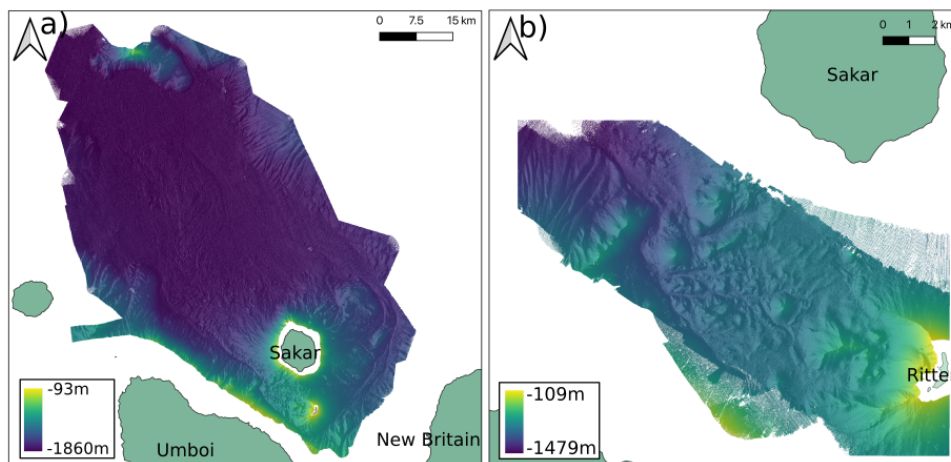 a)
0 7.5 15 km
Sakar
-93m
-1860m
Umboi
New Britain
b)
0 1 2 km
Sakar
-109m
-1479m
Ritte